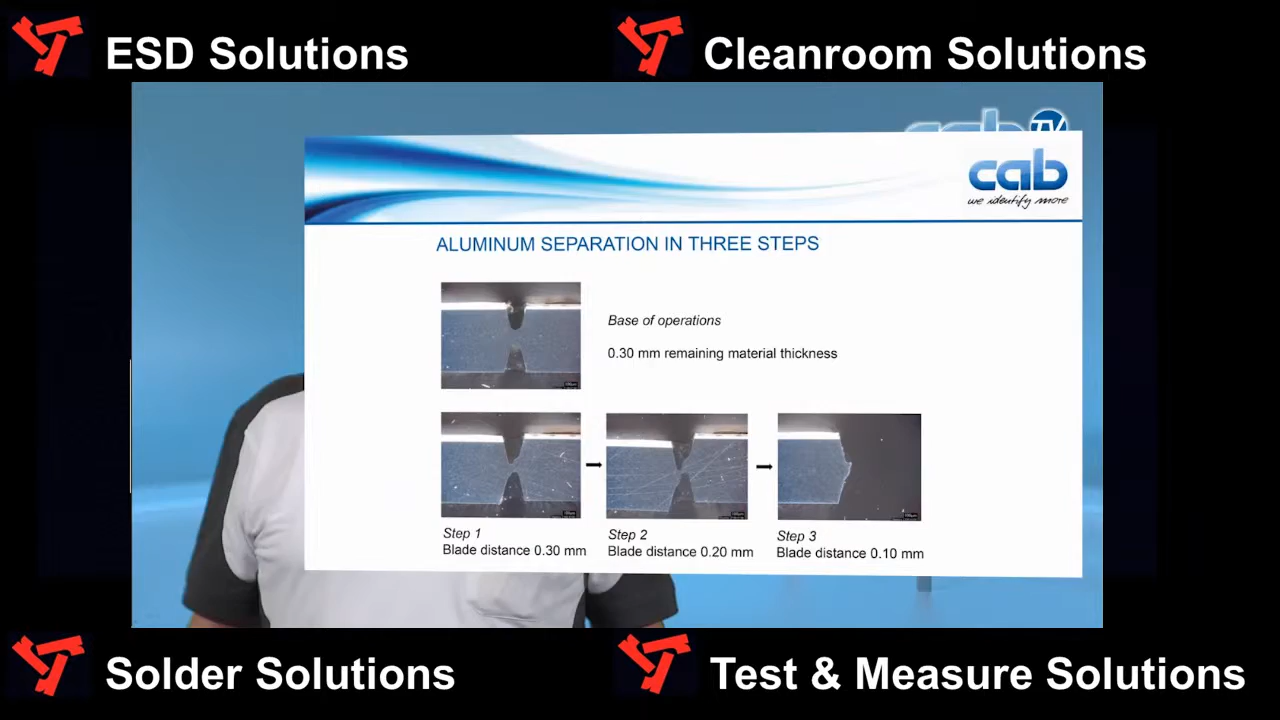 ESD Solutions
Cleanroom Solutions
cab TV
cab
we identify more
ALUMINUM SEPARATION IN THREE STEPS
Base of operations
0.30 mm remaining material thickness
Step 1
Blade distance 0.30 mm
Step 2
Blade distance 0.20 mm
Step 3
Blade distance 0.10 mm
Solder Solutions
Test & Measure Solutions